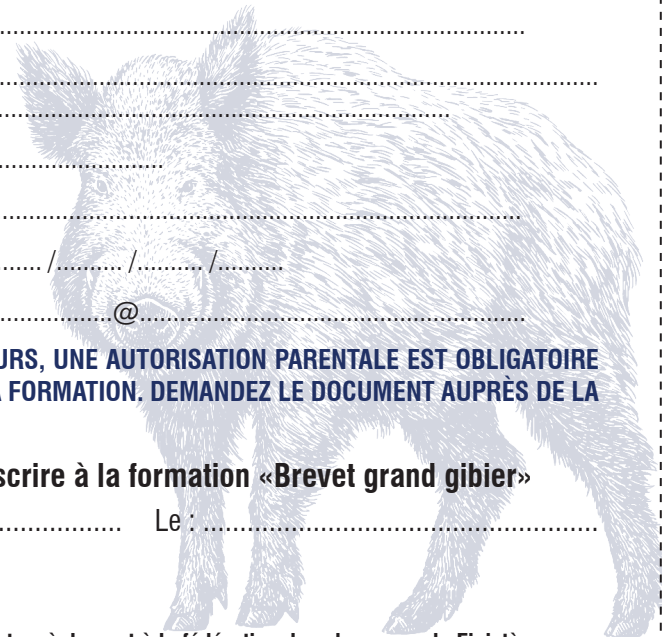 /.......... /.......... /..........
@
URS, UNE AUTORISATION PARENTALE EST OBLIGATOIRE
A FORMATION. DEMANDEZ LE DOCUMENT AUPRÈS DE LA
scrire à la formation «Brevet grand gibier»
Le : ..........................................................